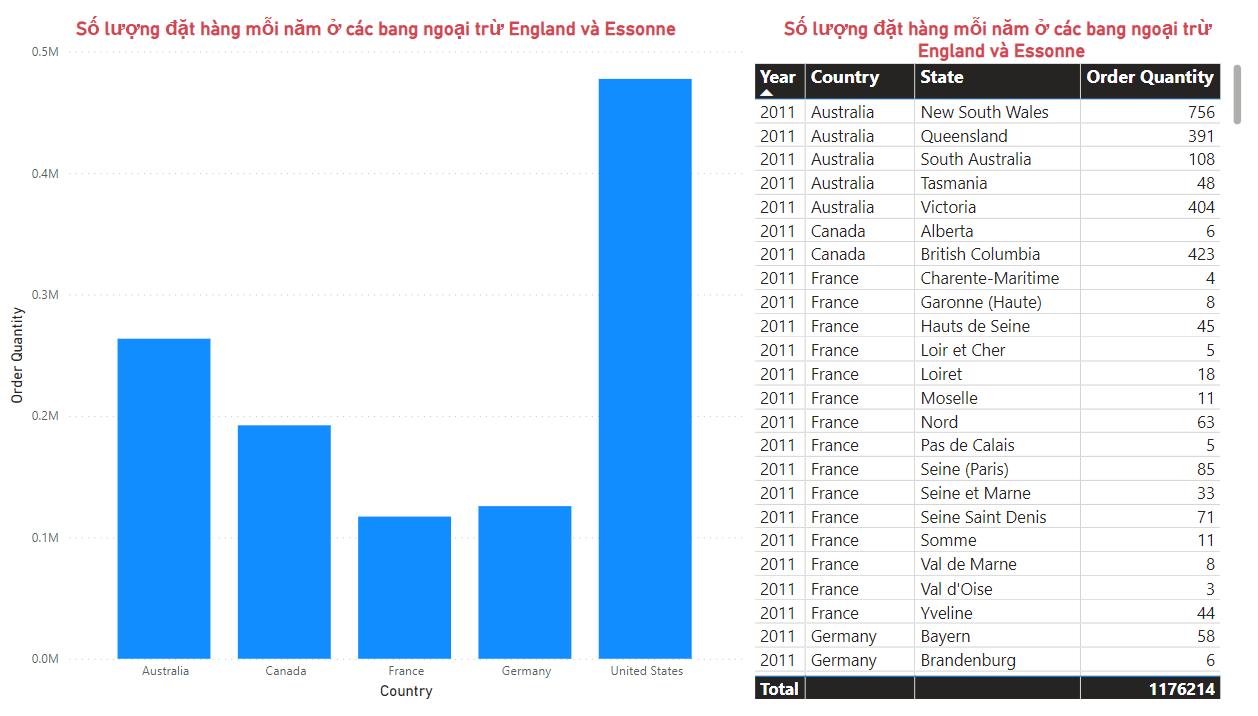 Số lượng đặt hàng mỗi năm ở các bang ngoại trừ England và Essonne
0.5M
0.4M
0.3M
0.2M
0.1M
0.0M
Order Quantity
Australia Canada France Germany United States
Country
Số lượng đặt hàng mỗi năm ở các bang ngoại trừ
England và Essonne
Year Country State Order Quantity
2011 Australia New South Wales 756
2011 Australia Queensland 391
2011 Australia South Australia 108
2011 Australia Tasmania 48
2011 Australia Victoria 404
2011 Canada Alberta 6
2011 Canada British Columbia 423
2011 France Charente-Maritime 4
2011 France Garonne (Haute) 8
2011 France Hauts de Seine 45
2011 France Loir et Cher 5
2011 France Loiret 18
2011 France Moselle 11
2011 France Nord 63
2011 France Pas de Calais 5
2011 France Seine (Paris) 85
2011 France Seine et Marne 33
2011 France Seine Saint Denis 71
2011 France Somme 11
2011 France Val de Marne 8
2011 France Val d'Oise 3
2011 France Yveline 44
2011 Germany Bayern 58
2011 Germany Brandenburg 6
Total 1176214